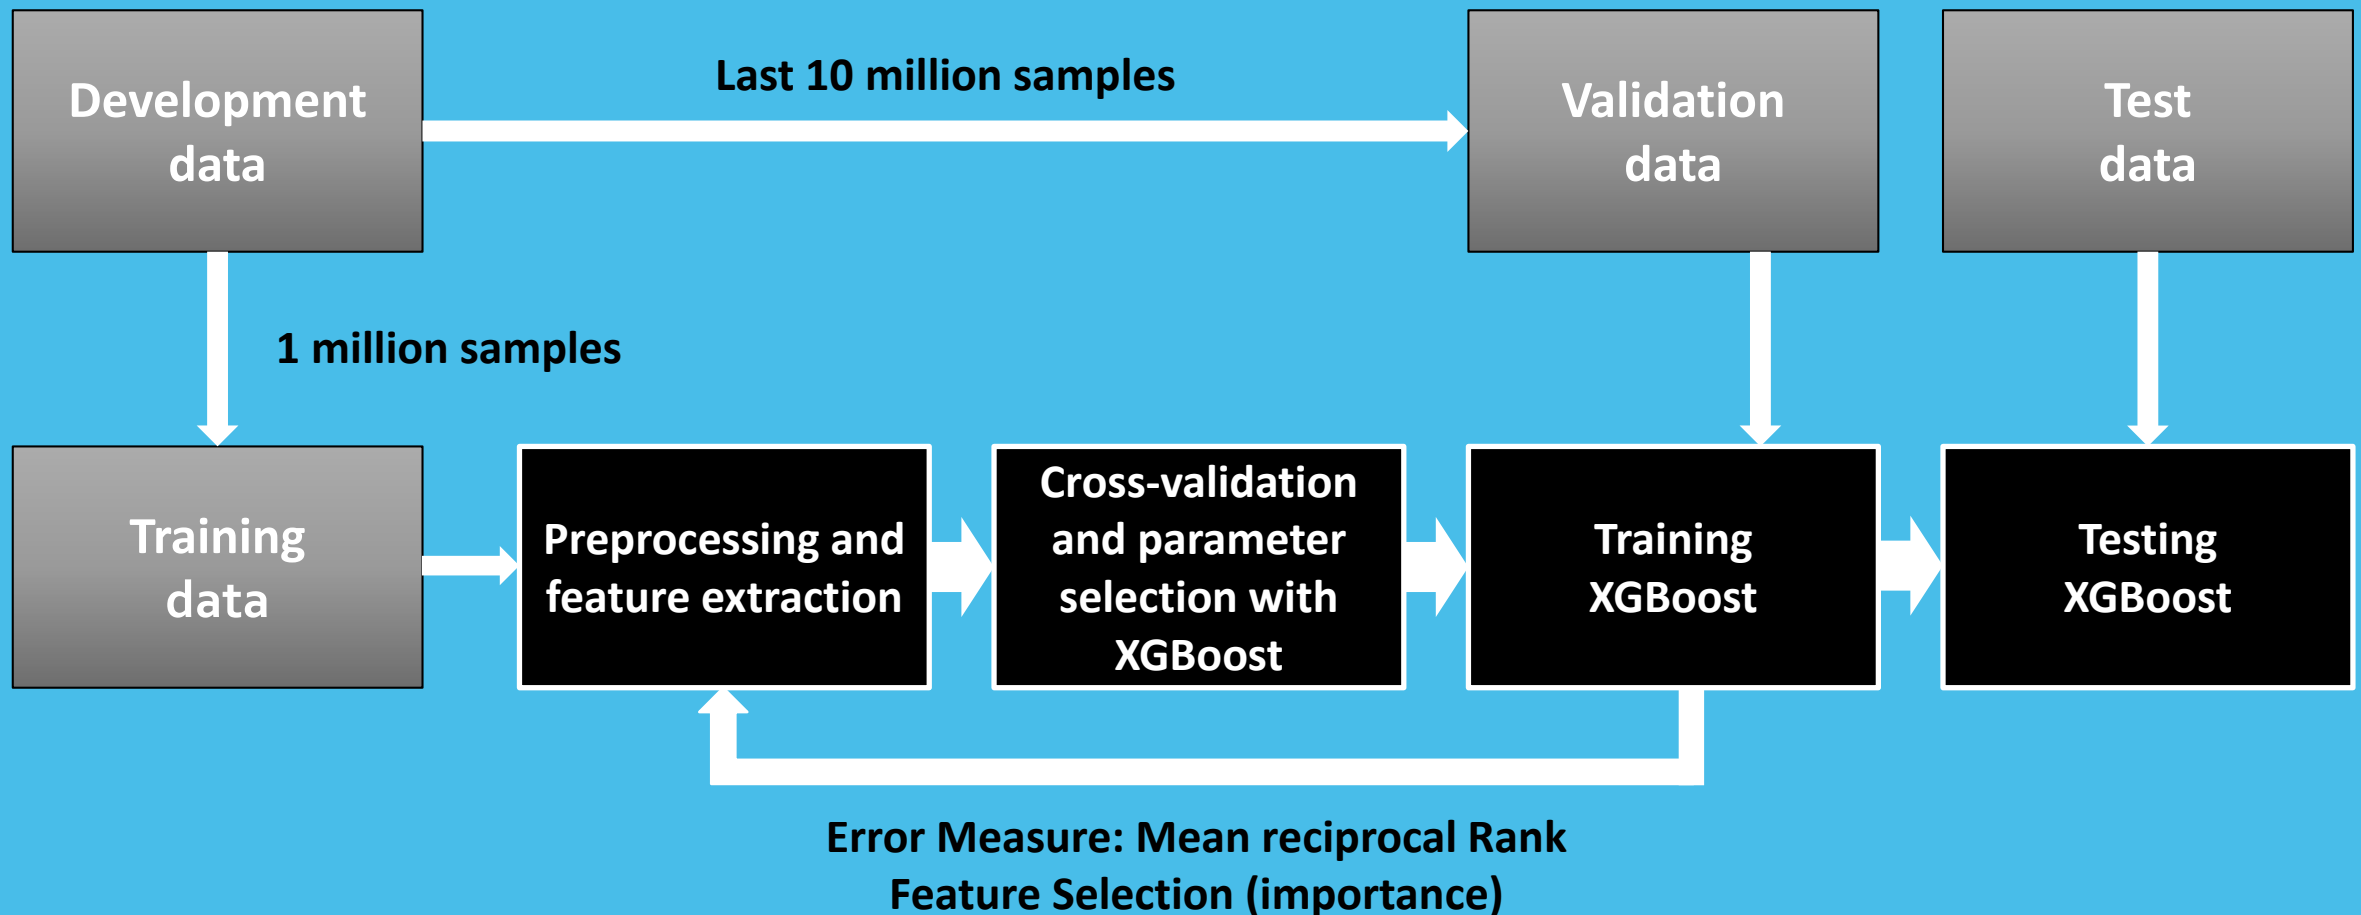 Development
data
Last 10 million samples
Validation
data
Test
data
1 million samples
Training
data
Preprocessing and
feature extraction
Cross-validation
and parameter
selection with
XGBoost
Training
XGBoost
Testing
XGBoost
Error Measure: Mean reciprocal Rank
Feature Selection (importance)